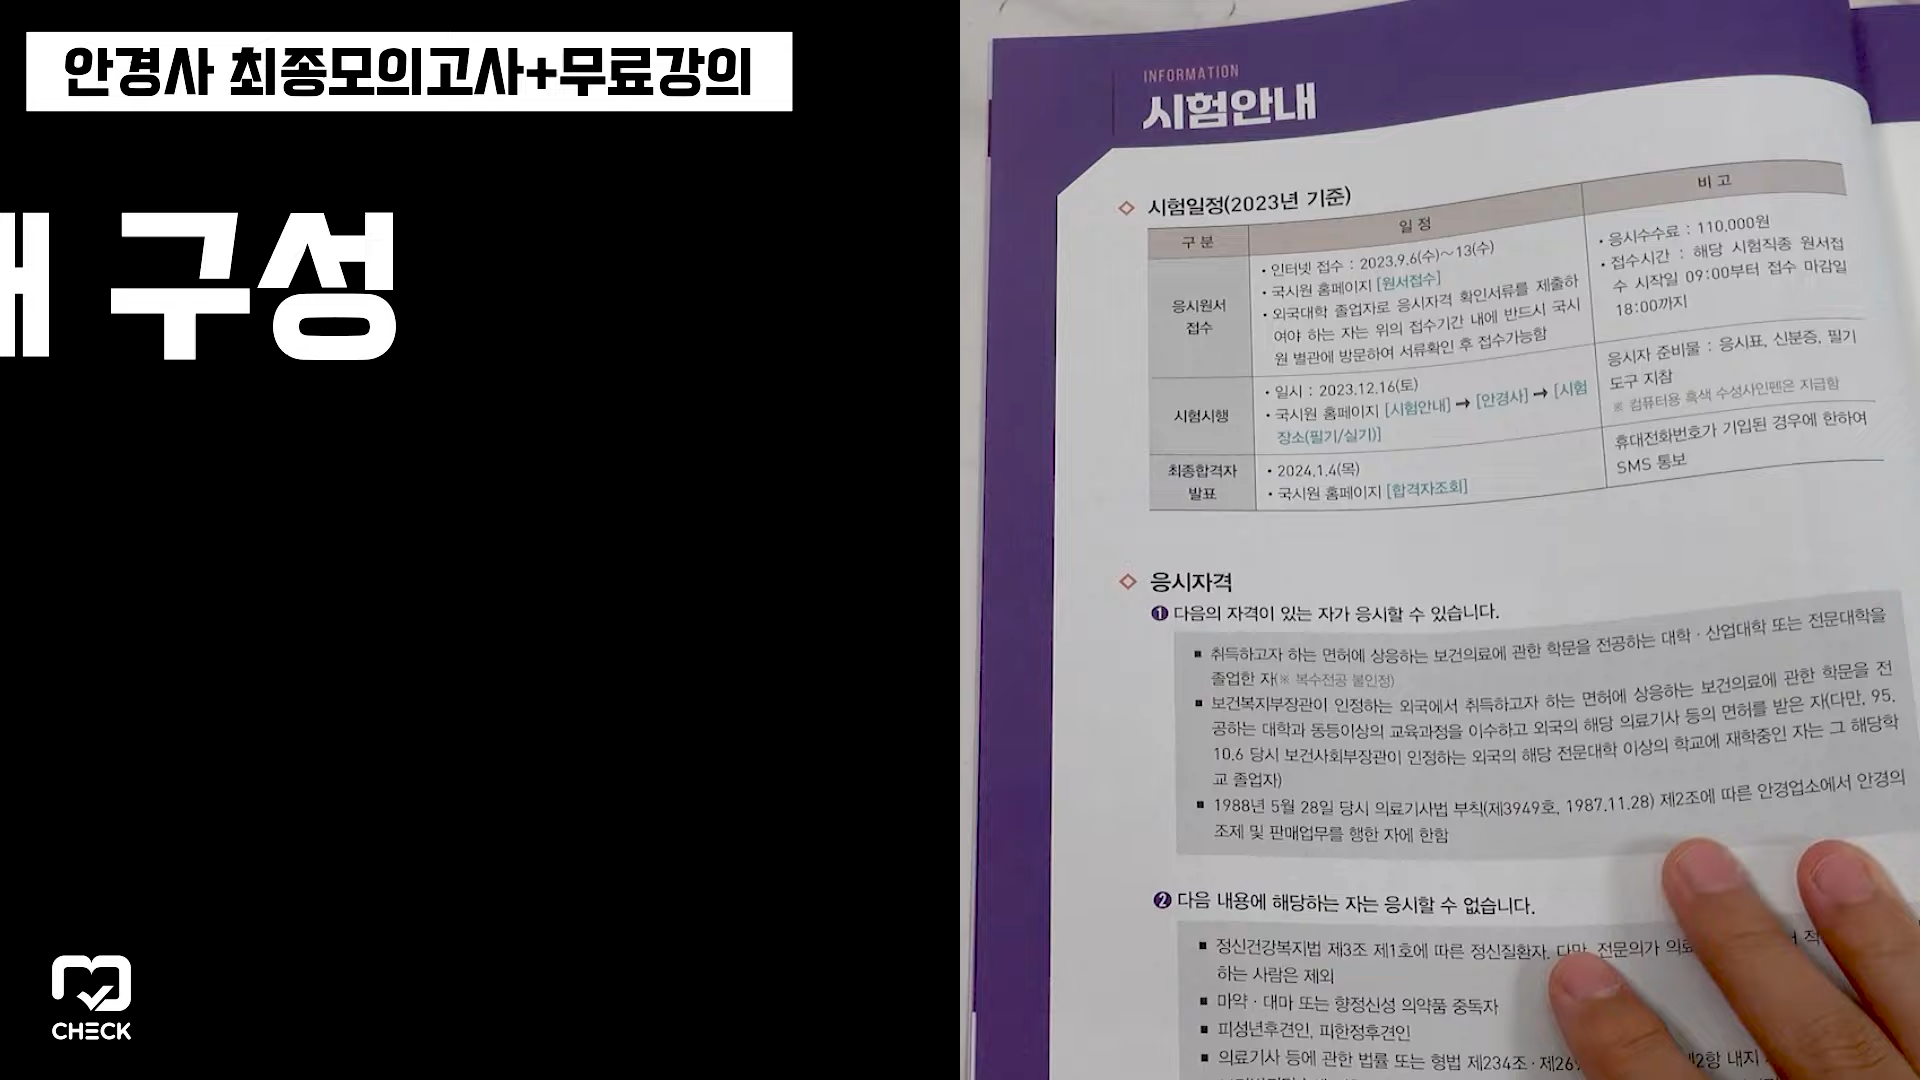 안경사 최종모의고사+무료강의
구성
CHECK
INFORMATION
시험안내
시험일정(2023년 기준)
구분
일정
비고
응시원서
접수
• 인터넷 접수 : 2023.9.6(수)~13(수)
• 국시원 홈페이지 [원서접수]
• 외국대학 졸업자로 응시자격 확인서류를 제출하
여야 하는 자는 위의 접수기간 내에 반드시 국시
원 별관에 방문하여 서류확인 후 접수가능함
• 응시수수료 : 110,000원
• 접수시간 : 해당 시험직종 원서접
수 시작일 09:00부터 접수 마감일
18:00까지
시험시행
• 일시 : 2023.12.16(토)
• 국시원 홈페이지 [시험안내] → [안경사] → [시험
장소(필기/실기)]
응시자 준비물 : 응시표, 신분증, 필기
도구 지참
※ 컴퓨터용 흑색 수성사인펜은 지급함
최종합격자
발표
• 2024.1.4(목)
• 국시원 홈페이지 [합격자조회]
휴대전화번호가 기입된 경우에 한하여
SMS 통보
응시자격
❶ 다음의 자격이 있는 자가 응시할 수 있습니다.
■ 취득하고자 하는 면허에 상응하는 보건의료에 관한 학문을 전공하는 대학 · 산업대학 또는 전문대학을
졸업한 자(※ 복수전공 불인정)
■ 보건복지부장관이 인정하는 외국에서 취득하고자 하는 면허에 상응하는 보건의료에 관한 학문을 전
공하는 대학과 동등이상의 교육과정을 이수하고 외국의 해당 의료기사 등의 면허를 받은 자(다만, 95.
10.6 당시 보건사회부장관이 인정하는 외국의 해당 전문대학 이상의 학교에 재학중인 자는 그 해당학
교 졸업자)
■ 1988년 5월 28일 당시 의료기사법 부칙(제3949호, 1987.11.28) 제2조에 따른 안경업소에서 안경의
조제 및 판매업무를 행한 자에 한함
❷ 다음 내용에 해당하는 자는 응시할 수 없습니다.
■ 정신건강복지법 제3조 제1호에 따른 정신질환자. 다만, 전문의가 적
하는 사람은 제외
■ 마약 · 대마 또는 향정신성 의약품 중독자
■ 피성년후견인, 피한정후견인
■ 의료기사 등에 관한 법률 또는 형법 제234조 · 내지